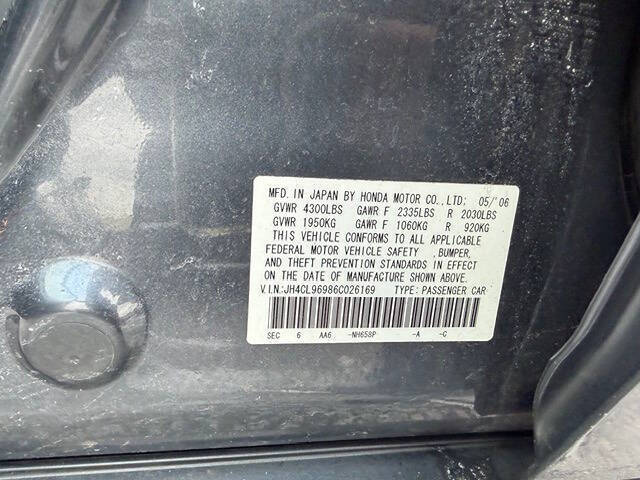 MFD. IN JAPAN BY HONDA MOTOR CO., LTD: 05/'06
GVWR 4300LBS GAWR F 2335LBS R 2030LBS
GVWR 1950KG GAWR F 1060KG R 920KG
THIS VEHICLE CONFORMS TO ALL APPLICABLE
FEDERAL MOTOR VEHICLE SAFETY ,BUMPER,
AND THEFT PREVENTION STANDARDS IN EFFECT
ON THE DATE OF MANUFACTURE SHOWN ABOVE.
V.I.N:JH4CL96986C026169 TYPE: PASSENGER CAR
SEC 6 AA6 -NH658P -A -C